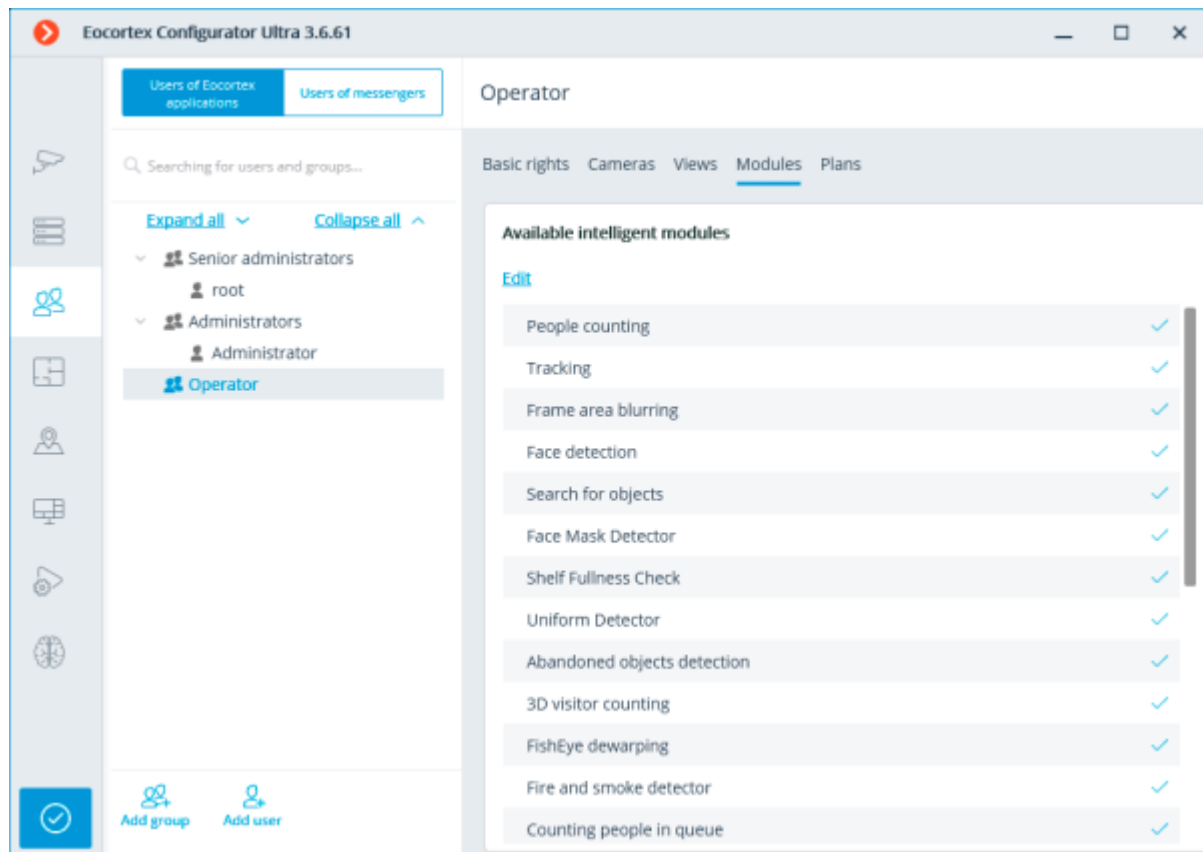 Eocortex Configurator Ultra 3.6.61
Users of Eocortex
applications
Users of messengers
Searching for users and groups...
Expand all
Collapse all
Senior administrators
root
Administrators
Administrator
Operator
Add group
Add user
Operator
Basic rights
Cameras
Views
Modules
Plans
Available intelligent modules
Edit
People counting
Tracking
Frame area blurring
Face detection
Search for objects
Face Mask Detector
Shelf Fullness Check
Uniform Detector
Abandoned objects detection
3D visitor counting
FishEye dewarping
Fire and smoke detector
Counting people in queue